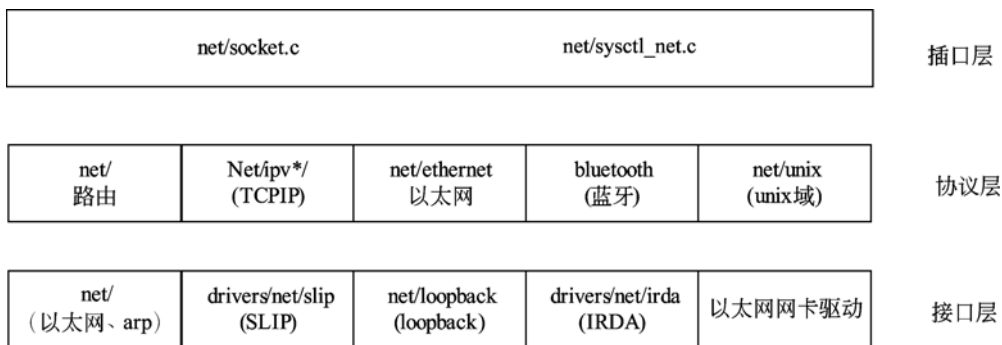 net/socket.c net/sysctl_net.c 插口层
net/ Net/ipv*/ net/ethernet bluetooth net/unix
路由 (TCPIP) 以太网 (蓝牙) (unix域) 协议层
net/ drivers/net/slip net/loopback drivers/net/irda 以太网网卡驱动
(以太网、arp) (SLIP) (loopback) (IRDA) 接口层